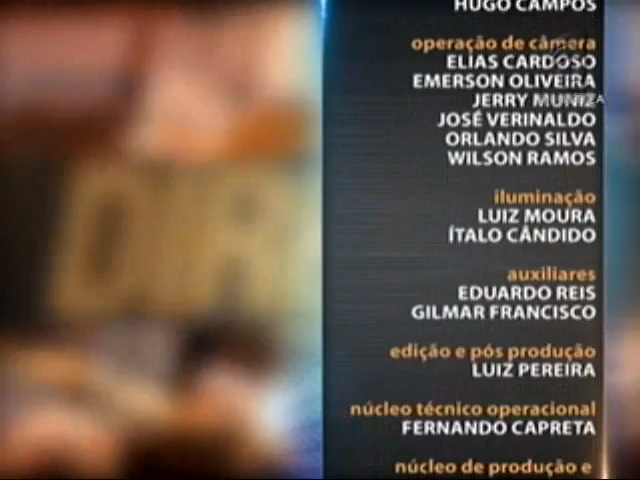 HUGO CAMPOS
operação de câmera
ELIAS CARDOSO
EMERSON OLIVEIRA
JERRY MUNIZ
JOSÉ VERINALDO
ORLANDO SILVA
WILSON RAMOS
iluminação
LUIZ MOURA
ÍTALO CÂNDIDO
auxiliares
EDUARDO REIS
GILMAR FRANCISCO
edição e pós produção
LUIZ PEREIRA
núcleo técnico operacional
FERNANDO CAPRETA
núcleo de produção e